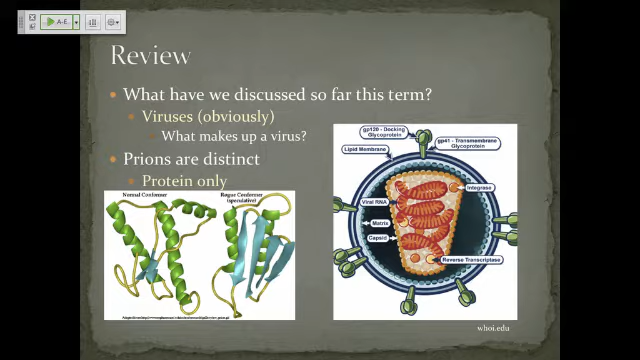 A-E
Review
What have we discussed so far this term?
Viruses (obviously)
What makes up a virus?
Prions are distinct
Protein only
Normal Conformer
Rogue Conformer
(speculative)
gp120 - Docking
Glycoprotein
gp41 - Transmembrane
Glycoprotein
Lipid Membrane
Integrase
Viral RNA
Matrix
Capsid
Reverse Transcriptase
whoi.edu